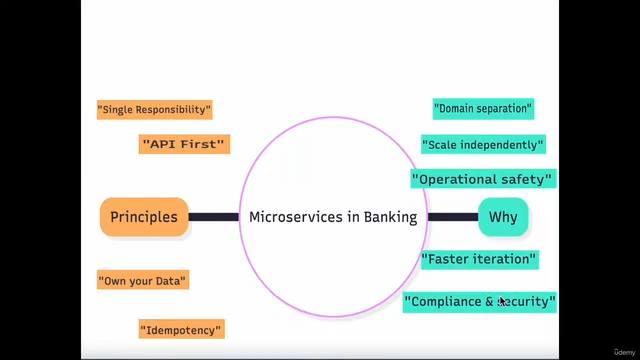 "Single Responsibility"
"API First"
Principles
"Own your Data"
"Idempotency"
Microservices in Banking
"Domain separation"
"Scale independently"
"Operational safety"
Why
"Faster iteration"
"Compliance & security"
udemy